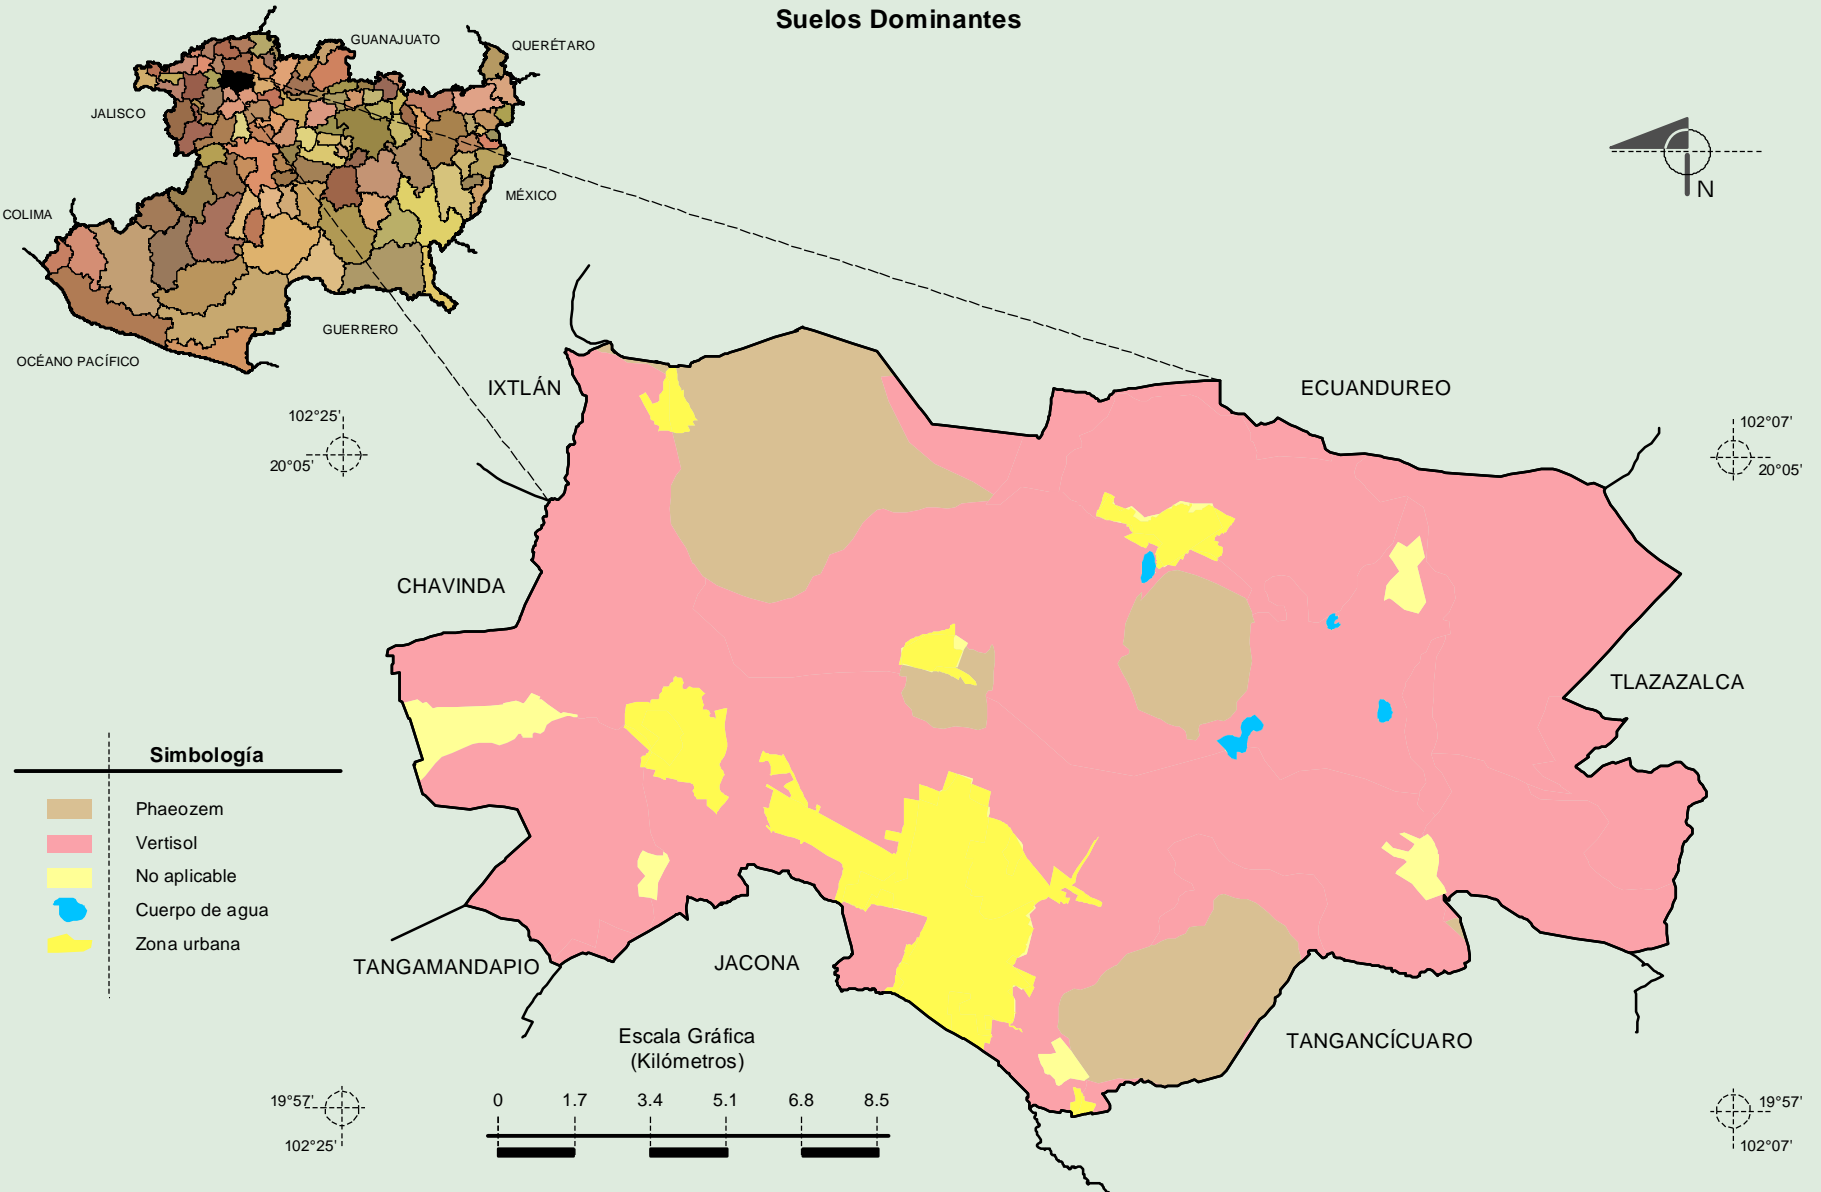 Suelos Dominantes
GUANAJUATO
QUERÉTARO
JALISCO
MÉXICO
COLIMA
GUERRERO
OCÉANO PACÍFICO
N
IXTLÁN
ECUANDUREO
102°25'
20°05'
102°07'
20°05'
CHAVINDA
TLAZAZALCA
Simbología
Phaeozem
Vertisol
No aplicable
Cuerpo de agua
Zona urbana
TANGAMANDAPIO
JACONA
TANGANCÍCUARO
Escala Gráfica
(Kilómetros)
0 1.7 3.4 5.1 6.8 8.5
19°57'
102°25'
19°57'
102°07'